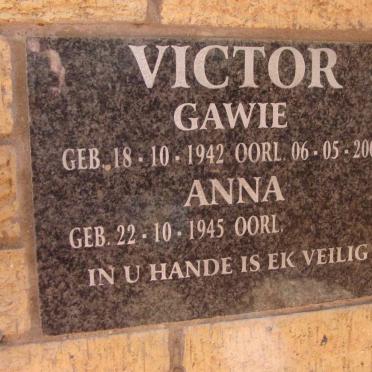 VICTOR
GAWIE
GEB. 18-10-1942 OORL. 06-05-
ANNA
GEB. 22-10-1945 OORL.
IN U HANDE IS EK VEILIG